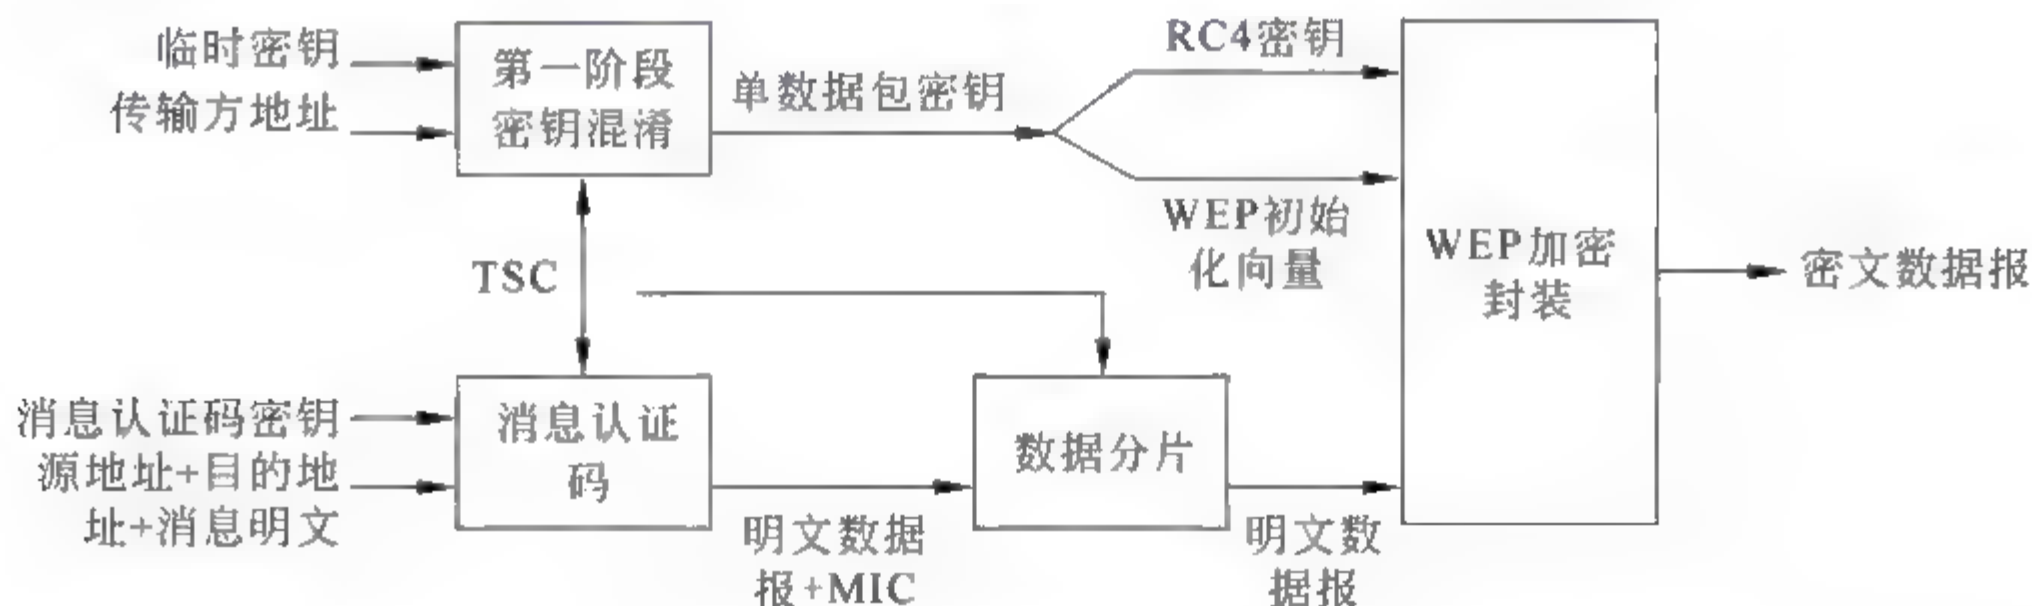 临时密钥
传输方地址
第一阶段
密钥混淆
单数据包密钥
RC4密钥
WEP初始
化向量
WEP加密
封装
密文数据报
TSC
消息认证码密钥
源地址+目的地
址+消息明文
消息认证
码
明文数据
报+MIC
数据分片
明文数
据报